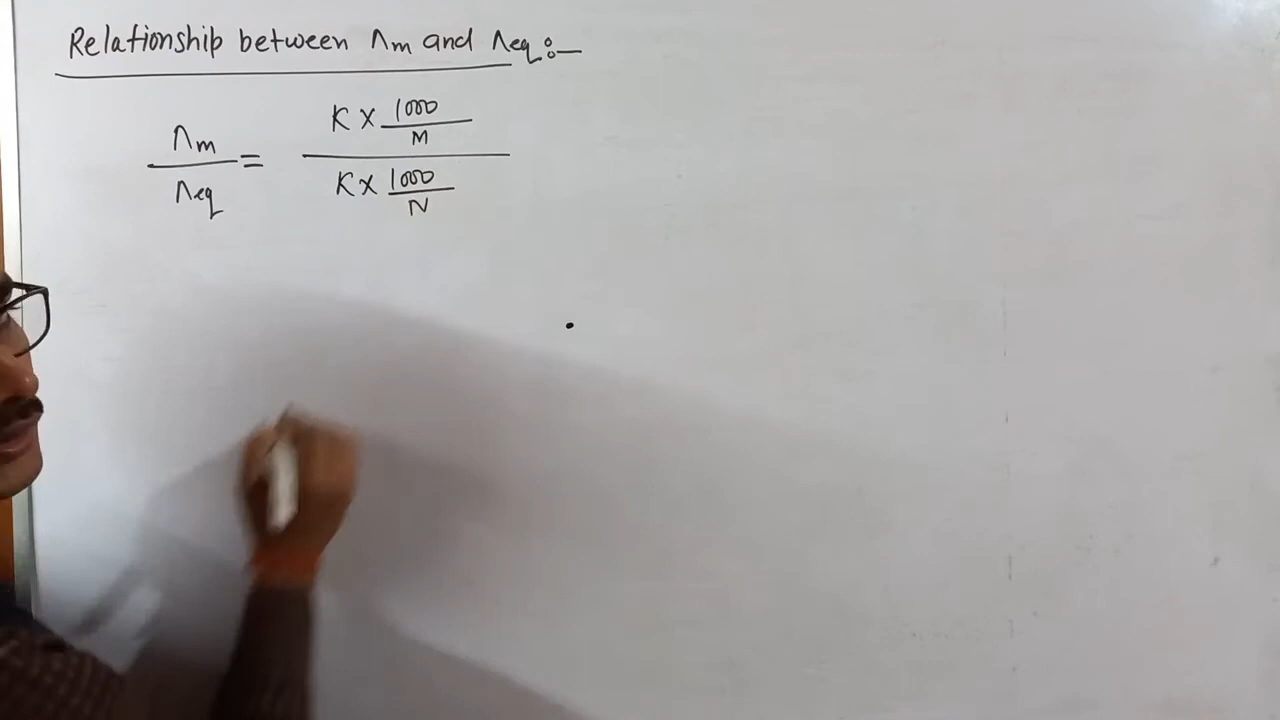 Relationship between Λm and Λeq :—
Λm / Λeq = (K × 1000/M) / (K × 1000/N)